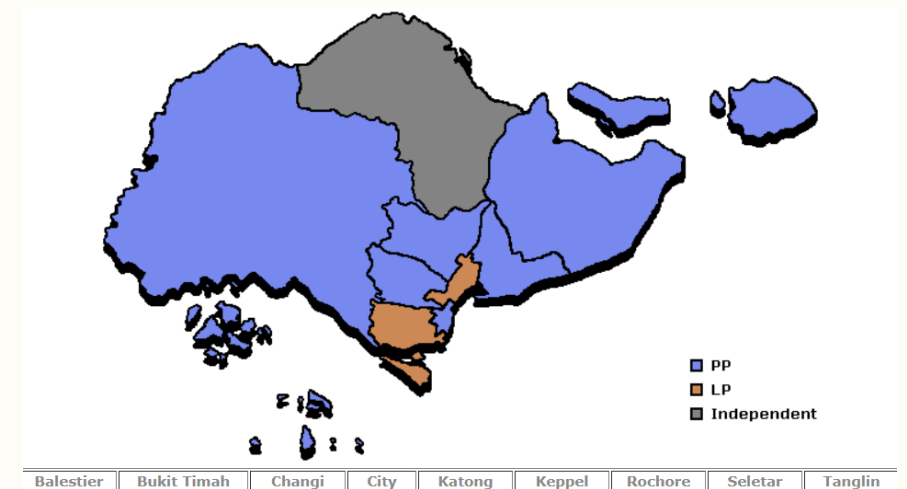 PP
LP
Independent
Balestier Bukit Timah Changi City Katong Keppel Rochore Seletar Tanglin